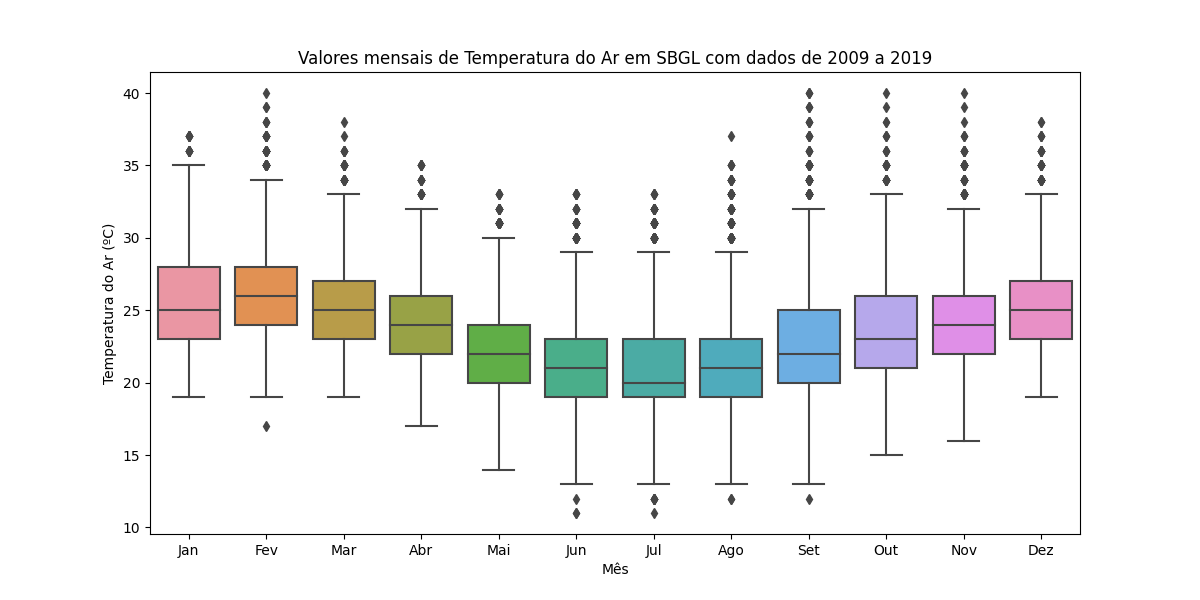 Valores mensais de Temperatura do Ar em SBGL com dados de 2009 a 2019
Temperatura do Ar (ºC)
40
35
30
25
20
15
10
Jan Fev Mar Abr Mai Jun Jul Ago Set Out Nov Dez
Mês